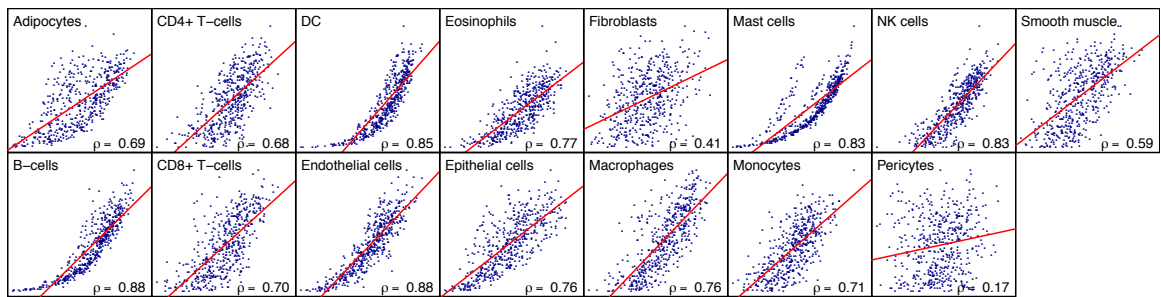 Adipocytes
CD4+ T−cells
DC
Eosinophils
Fibroblasts
Mast cells
NK cells
Smooth muscle
ρ = 0.69
ρ = 0.68
ρ = 0.85
ρ = 0.77
ρ = 0.41
ρ = 0.83
ρ = 0.83
ρ = 0.59
B−cells
CD8+ T−cells
Endothelial cells
Epithelial cells
Macrophages
Monocytes
Pericytes
ρ = 0.88
ρ = 0.70
ρ = 0.88
ρ = 0.76
ρ = 0.76
ρ = 0.71
ρ = 0.17